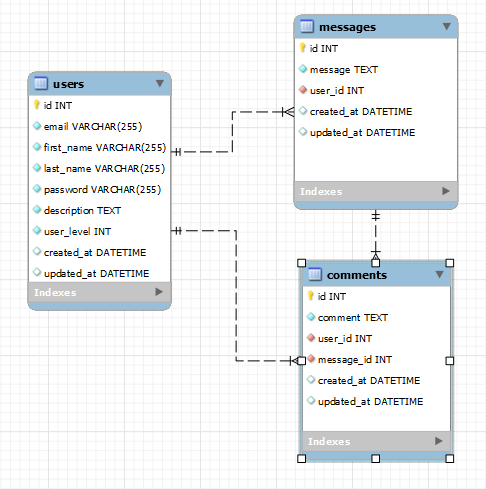 users
id INT
email VARCHAR(255)
first_name VARCHAR(255)
last_name VARCHAR(255)
password VARCHAR(255)
description TEXT
user_level INT
created_at DATETIME
updated_at DATETIME
Indexes
messages
id INT
message TEXT
user_id INT
created_at DATETIME
updated_at DATETIME
Indexes
comments
id INT
comment TEXT
user_id INT
message_id INT
created_at DATETIME
updated_at DATETIME
Indexes